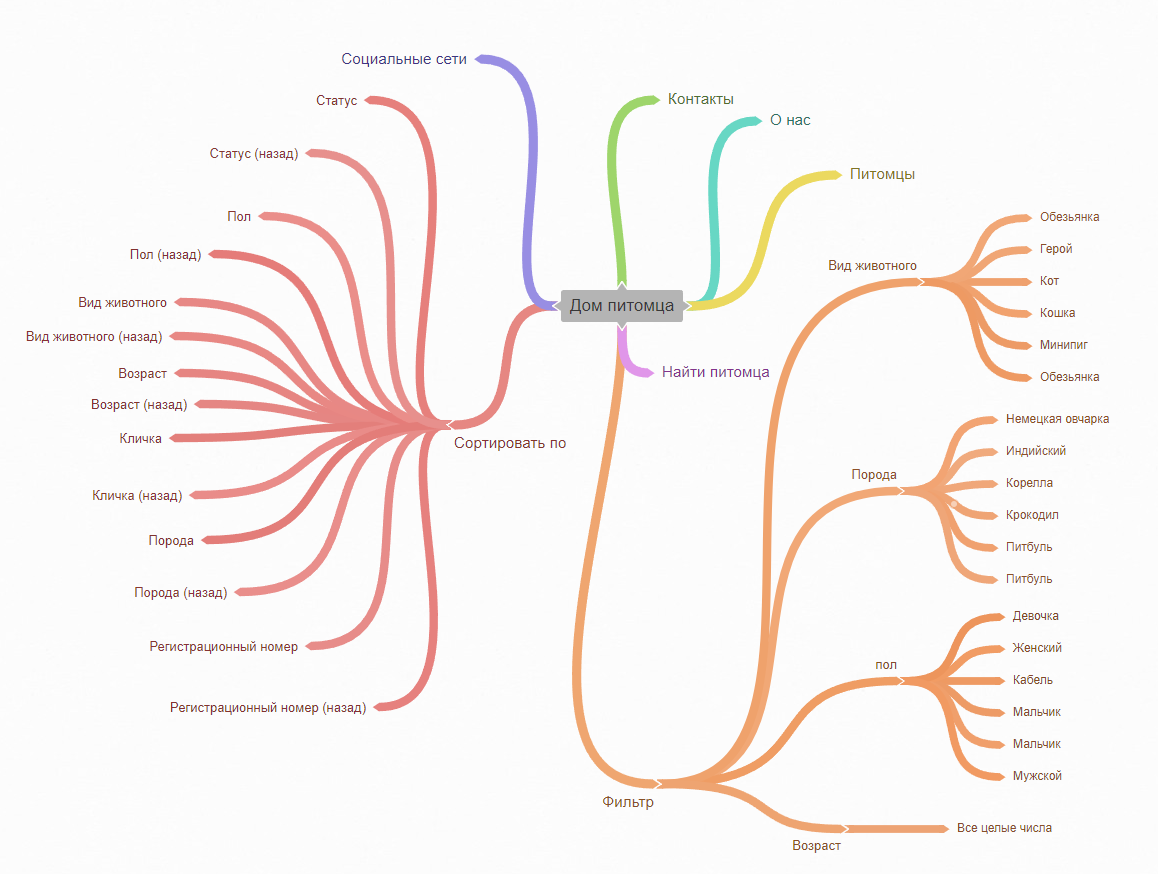 Социальные сети
Статус
Статус (назад)
Пол
Пол (назад)
Вид животного
Вид животного (назад)
Возраст
Возраст (назад)
Кличка
Кличка (назад)
Порода
Порода (назад)
Регистрационный номер
Регистрационный номер (назад)
Сортировать по
Дом питомца
Контакты
О нас
Питомцы
Найти питомца
Фильтр
Вид животного
Обезьянка
Герой
Кот
Кошка
Минипиг
Обезьянка
Порода
Немецкая овчарка
Индийский
Корелла
Крокодил
Питбуль
Питбуль
пол
Девочка
Женский
Кабель
Мальчик
Мальчик
Мужской
Возраст
Все целые числа